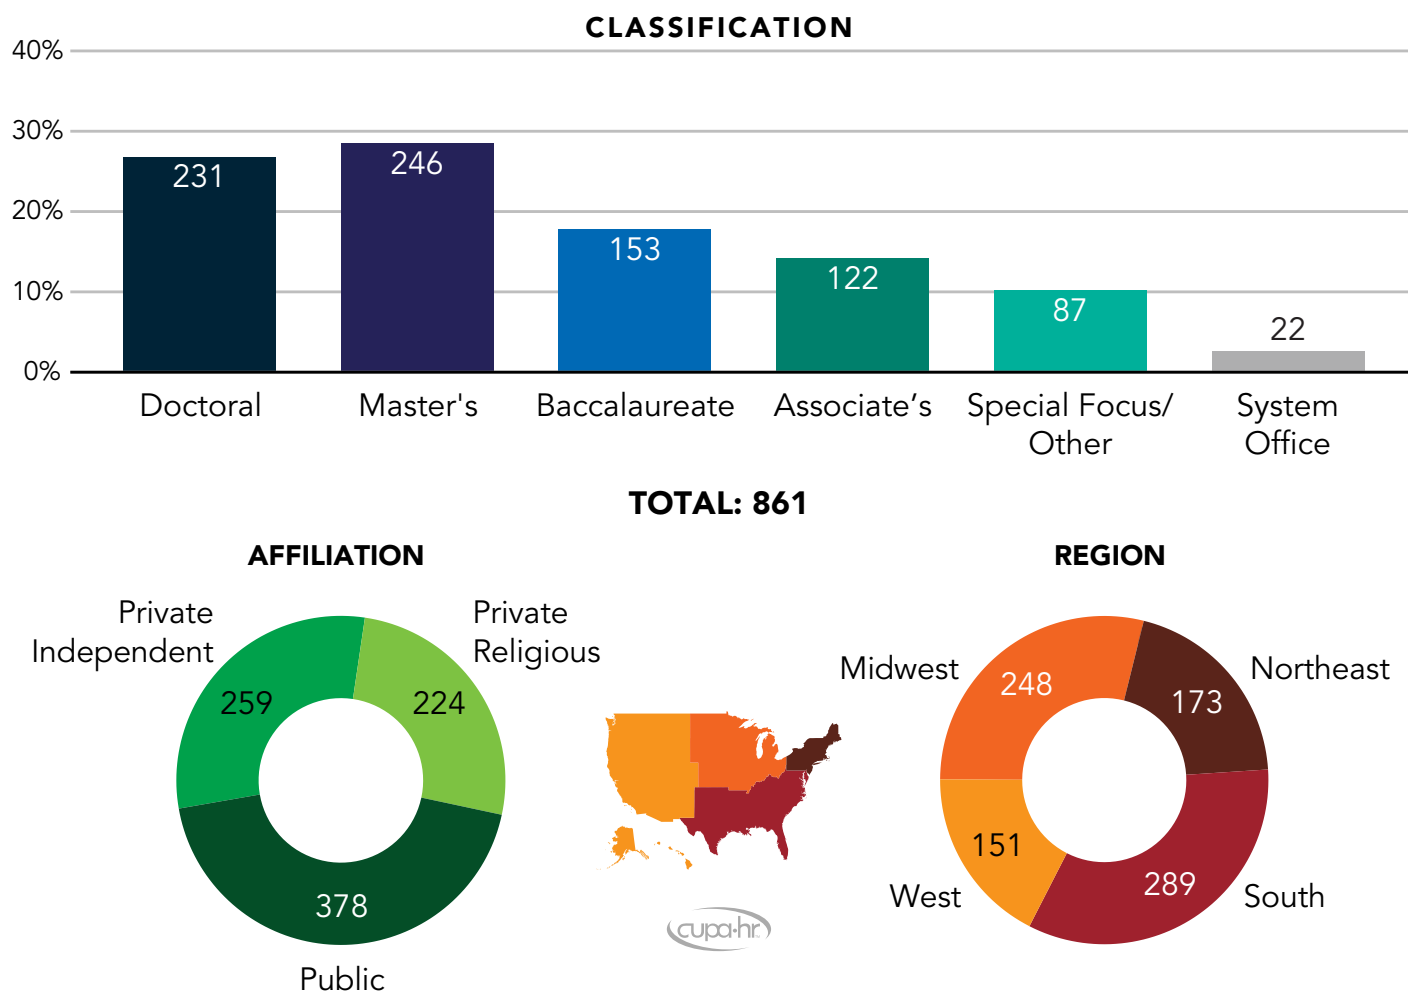 CLASSIFICATION
40%
30%
20%
10%
0%
231
246
153
122
87
22
Doctoral
Master's
Baccalaureate
Associate’s
Special Focus/
Other
System
Office
TOTAL: 861
AFFILIATION
Private
Independent
Private
Religious
259
224
378
Public
REGION
Midwest
Northeast
248
173
151
289
West
South
cupa-hr